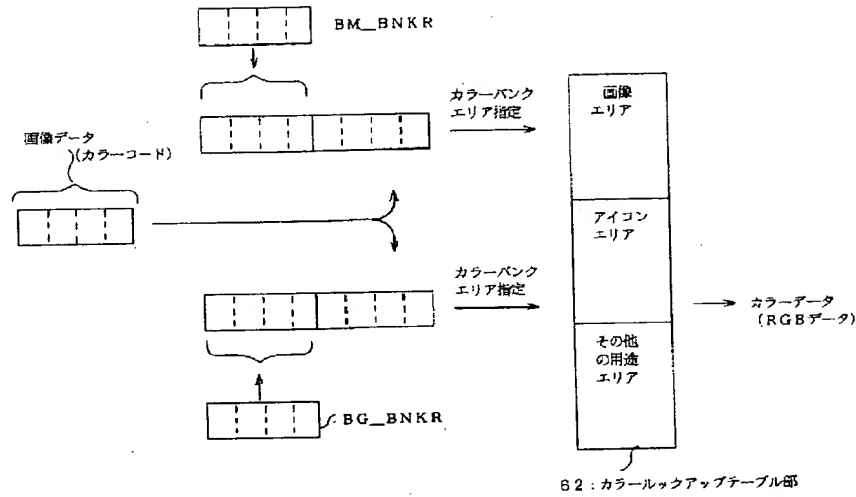 BM__BNKR
画像データ
(カラーコード)
カラーバンク
エリア指定
画像
エリア
アイコン
エリア
カラーバンク
エリア指定
カラーデータ
(RGBデータ)
その他
の用途
エリア
BG__BNKR
62:カラールックアップテーブル部